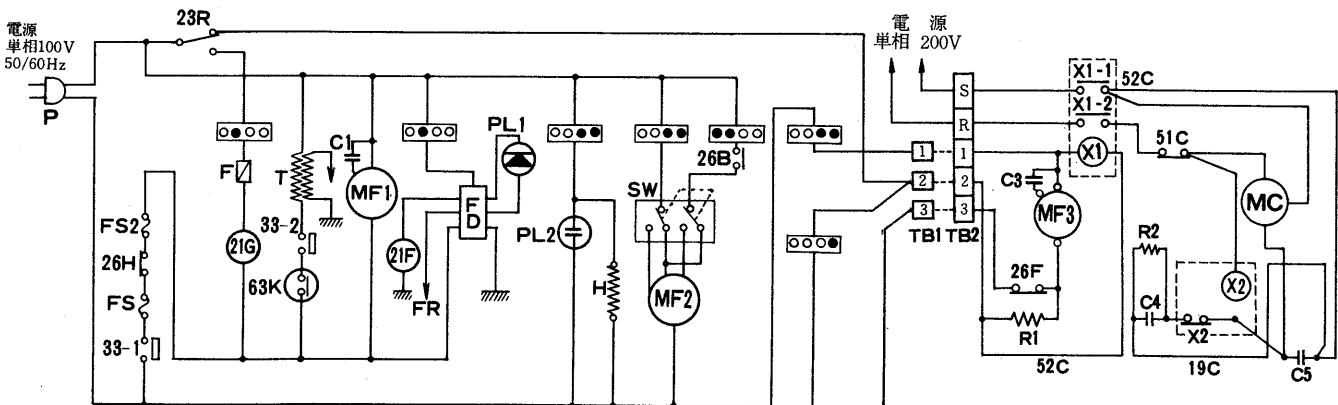 電源
単相100V
50/60Hz
P
23R
FS2
26H
FS
33-1
F
21G
T
33-2
63K
C1
MF1
21F
FR
F
D
PL1
PL2
H
SW
26B
MF2
電 源
単相 200V
1
2
3
TB1
S
R
1
2
3
TB2
X1-1
52C
X1-2
X1
C3
MF3
26F
R1
52C
51C
MC
R2
C4
X2
X2
19C
C5